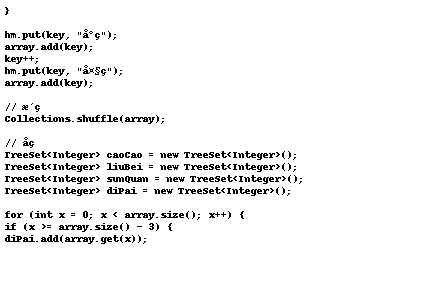 }
hm.put(key, "å°ç");
array.add(key);
key++;
hm.put(key, "å¤§ç");
array.add(key);
// æ´ç
Collections.shuffle(array);
// åç
TreeSet<Integer> caoCao = new TreeSet<Integer>();
TreeSet<Integer> liuBei = new TreeSet<Integer>();
TreeSet<Integer> sunQuan = new TreeSet<Integer>();
TreeSet<Integer> diPai = new TreeSet<Integer>();
for (int x = 0; x < array.size(); x++) {
if (x >= array.size() - 3) {
diPai.add(array.get(x));